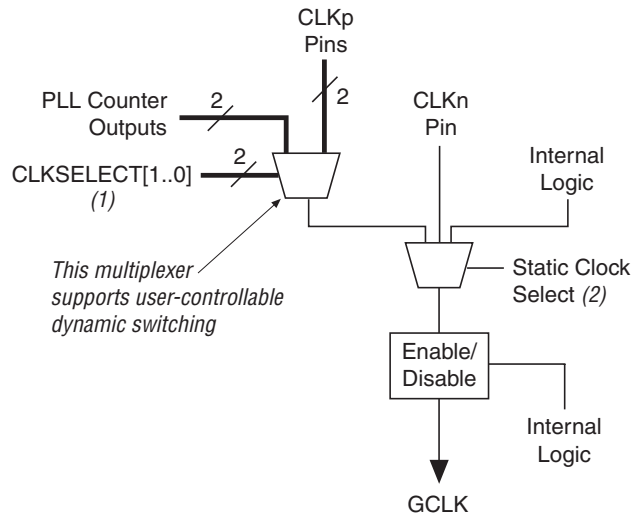 CLKp
Pins
2
PLL Counter
Outputs
2
CLKn
Pin
CLKSELECT[1..0]
(1)
2
Internal
Logic
This multiplexer
supports user-controllable
dynamic switching
Static Clock
Select (2)
Enable/
Disable
Internal
Logic
GCLK